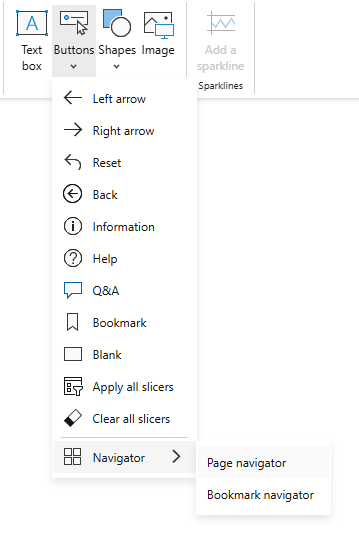 A
Text
box
Buttons
Shapes
Image
Add a
sparkline
Sparklines
Left arrow
Right arrow
Reset
Back
Information
Help
Q&A
Bookmark
Blank
Apply all slicers
Clear all slicers
Navigator
Page navigator
Bookmark navigator